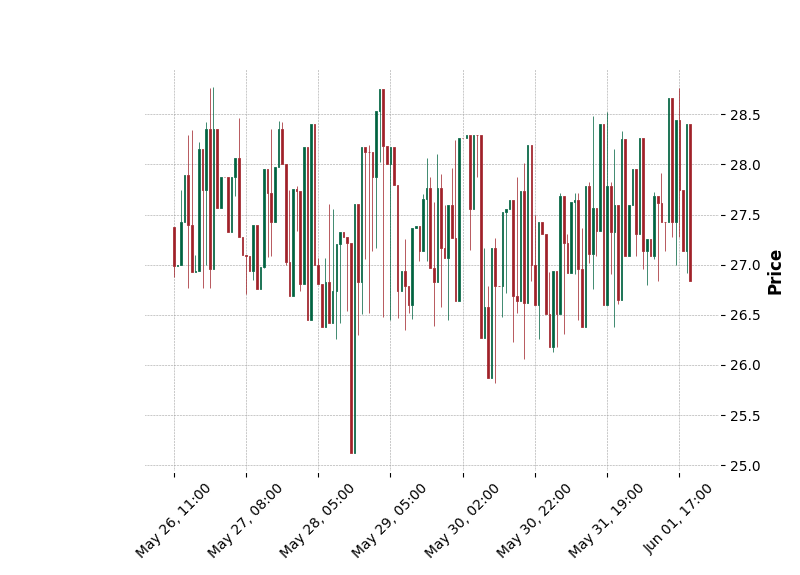 28.5
28.0
27.5
27.0
26.5
26.0
25.5
25.0
Price
May 26, 11:00
May 27, 08:00
May 28, 05:00
May 29, 05:00
May 30, 02:00
May 30, 22:00
May 31, 19:00
Jun 01, 17:00